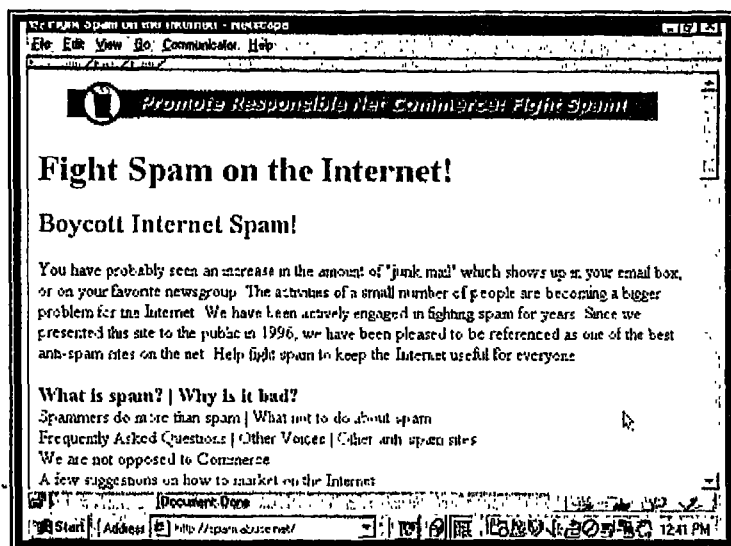 Fight Spam on the Internet - Netscape
File Edit View Go Communicator Help
Promote Responsible Net Commerce: Fight Spam!
Fight Spam on the Internet!
Boycott Internet Spam!
You have probably seen an increase in the amount of "junk mail" which shows up in your email box,
or on your favorite newsgroup. The activities of a small number of people are becoming a bigger
problem for the Internet. We have been actively engaged in fighting spam for years. Since we
presented this site to the public in 1996, we have been pleased to be referenced as one of the best
anti-spam sites on the net. Help fight spam to keep the Internet useful for everyone
What is spam? | Why is it bad?
Spammers do more than spam | What not to do about spam
Frequently Asked Questions | Other Voices | Other anti-spam sites
We are not opposed to Commerce
A few suggestions on how to market on the Internet
Document: Done
Start Address http://spam.abuse.net/ 12:41 PM